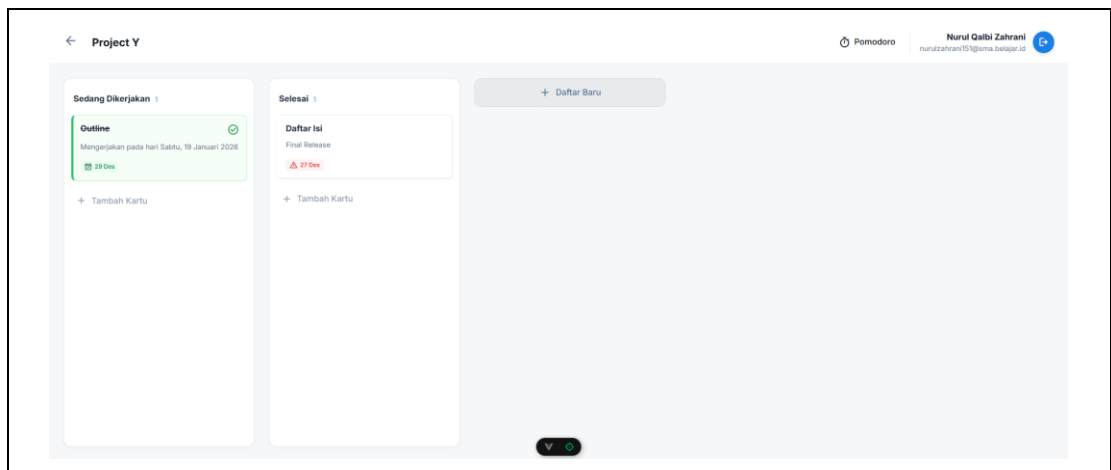 Project Y
Pomodoro
Nurul Qalbi Zahrani
nurulzahrani151@sma.belajar.id
Sedang Dikerjakan 1
Outline
Mengerjakan pada hari Sabtu, 19 Januari 2026
29 Des
+ Tambah Kartu
Selesai 1
Daftar Isi
Final Release
27 Des
+ Tambah Kartu
+ Daftar Baru